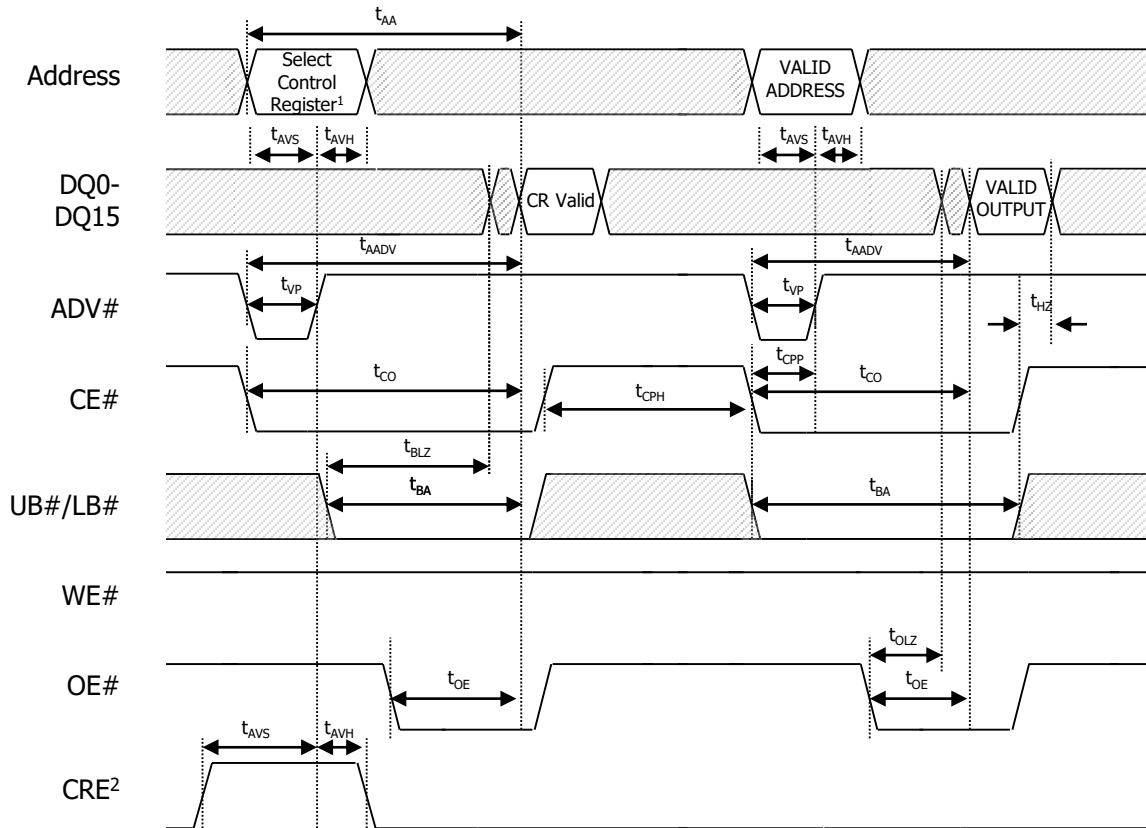 tAA
Address
Select
Control
Register1
VALID
ADDRESS
tAVS
tAVH
tAVS
tAVH
DQ0-
DQ15
CR Valid
VALID
OUTPUT
tAADV
tAADV
ADV#
tVP
tVP
tHZ
CE#
tCO
tCPH
tCPP
tCO
tBLZ
UB#/LB#
tBA
tBA
WE#
tOLZ
OE#
tOE
tOE
tAVS
tAVH
CRE2